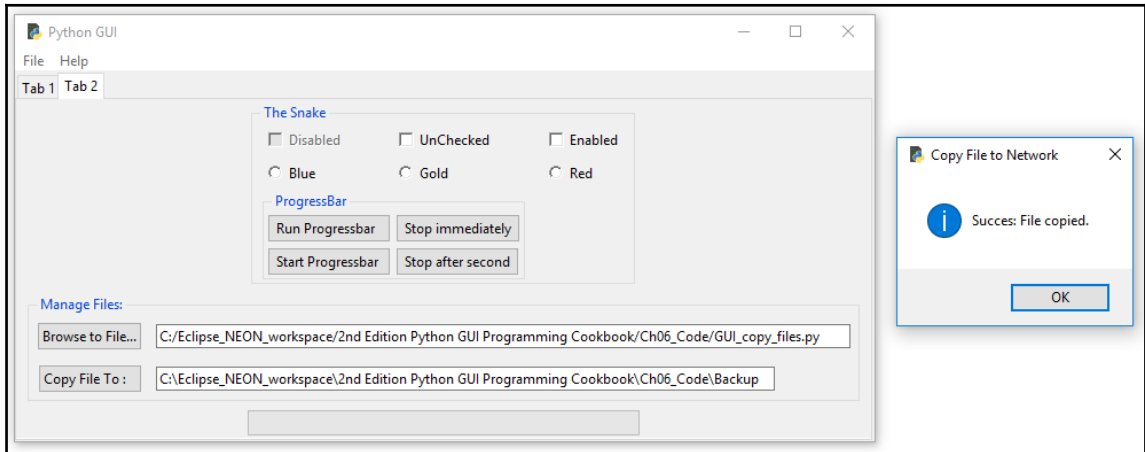 Python GUI
File Help
Tab 1 Tab 2
The Snake
Disabled UnChecked Enabled
Blue Gold Red
ProgressBar
Run Progressbar Stop immediately
Start Progressbar Stop after second
Manage Files:
Browse to File... C:/Eclipse_NEON_workspace/2nd Edition Python GUI Programming Cookbook/Ch06_Code/GUI_copy_files.py
Copy File To : C:\Eclipse_NEON_workspace\2nd Edition Python GUI Programming Cookbook\Ch06_Code\Backup
Copy File to Network
Succes: File copied.
OK